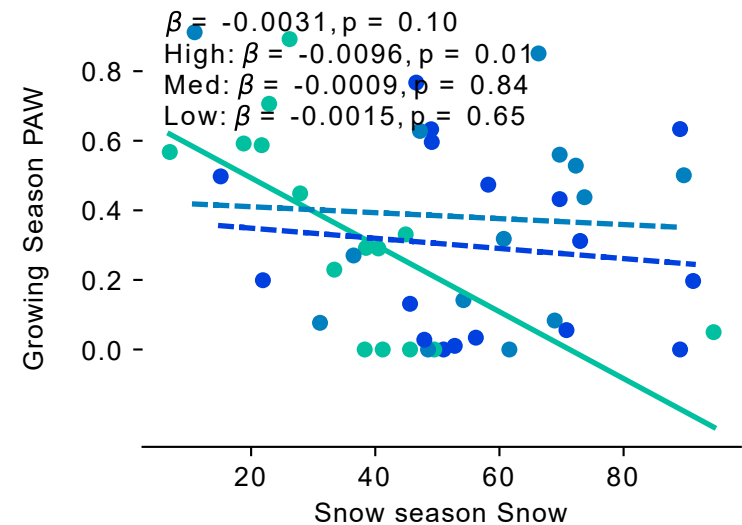 β = -0.0031, p = 0.10
High: β = -0.0096, p = 0.01
Med: β = -0.0009, p = 0.84
Low: β = -0.0015, p = 0.65
Growing Season PAW
0.8
0.6
0.4
0.2
0.0
20 40 60 80
Snow season Snow